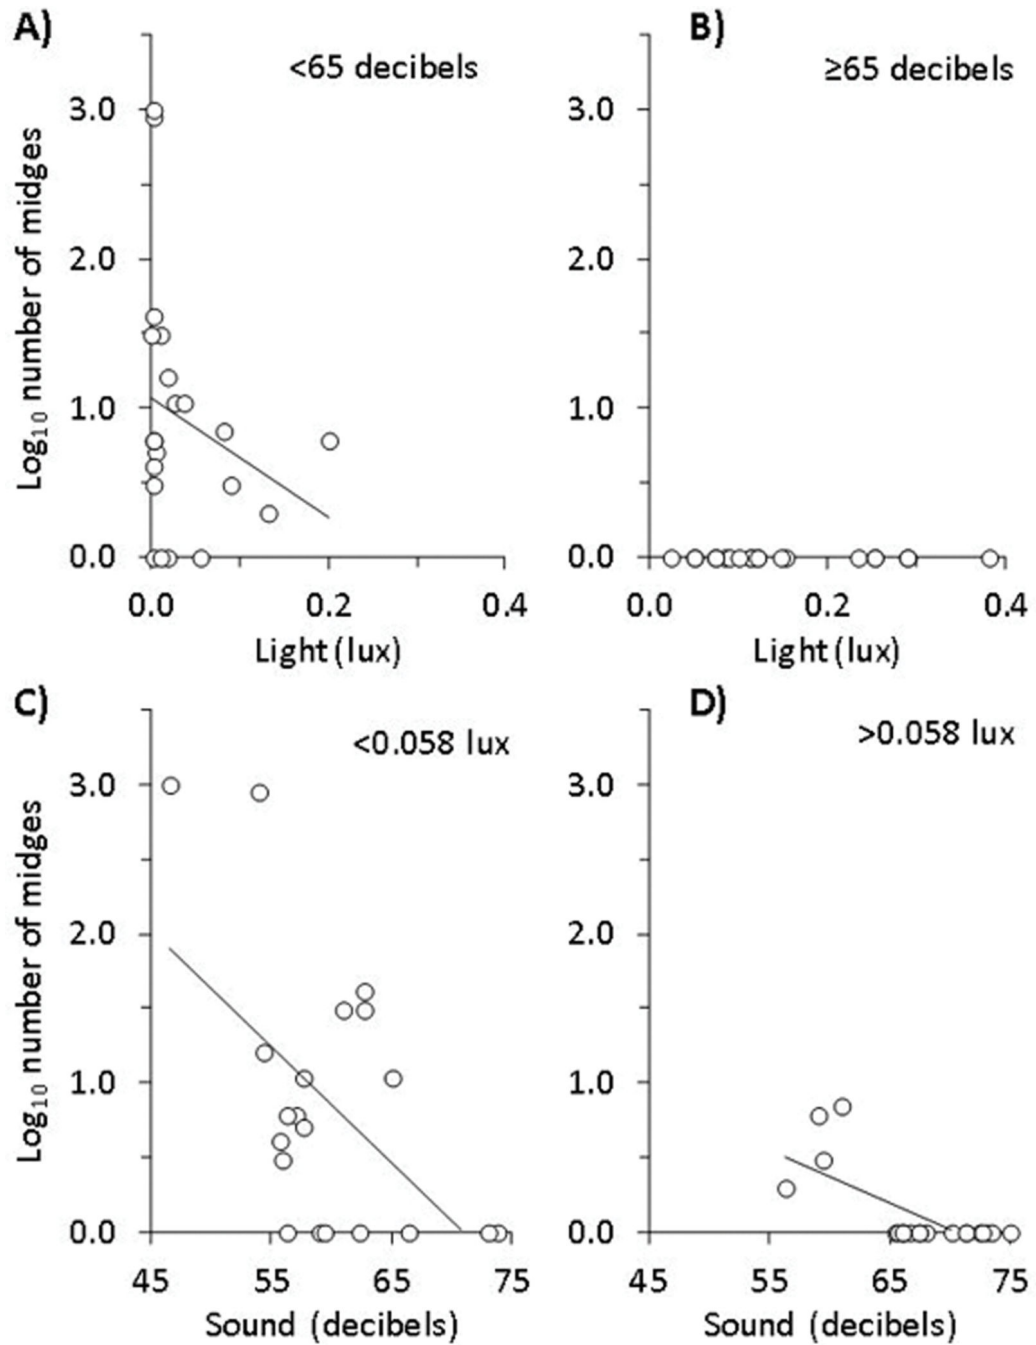 A)
<65 decibels
Log₁₀ number of midges
3.0
2.0
1.0
0.0
0.0 0.2 0.4
Light (lux)
B)
≥65 decibels
3.0
2.0
1.0
0.0
0.0 0.2 0.4
Light (lux)
C)
<0.058 lux
Log₁₀ number of midges
3.0
2.0
1.0
0.0
45 55 65 75
Sound (decibels)
D)
>0.058 lux
3.0
2.0
1.0
0.0
45 55 65 75
Sound (decibels)